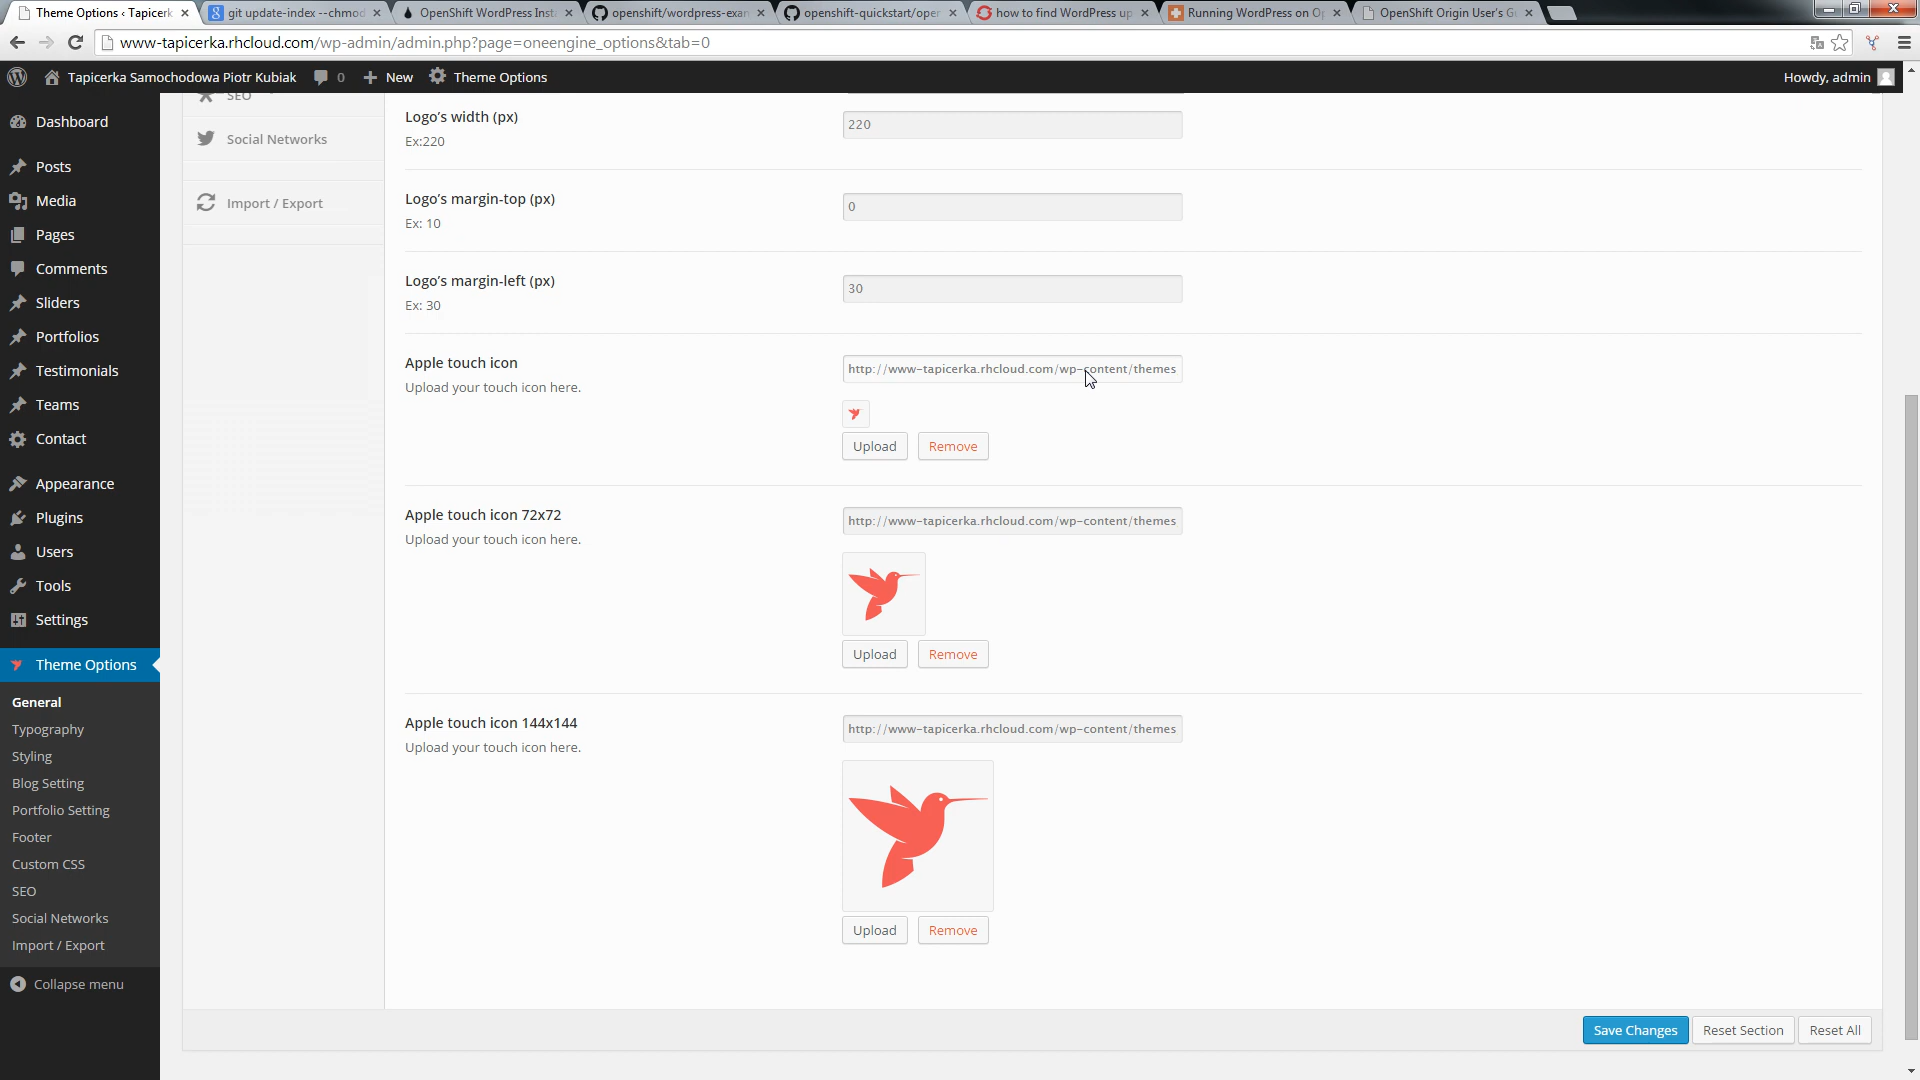 Theme Options ‹ Tapicerk
git update-index --chmod
OpenShift WordPress Inst
openshift/wordpress-exam
openshift-quickstart/oper
how to find WordPress up
Running WordPress on Op
OpenShift Origin User's Gu
www-tapicerka.rhcloud.com/wp-admin/admin.php?page=oneengine_options&tab=0
Tapicerka Samochodowa Piotr Kubiak
0
New
Theme Options
Howdy, admin
Dashboard
Posts
Media
Pages
Comments
Sliders
Portfolios
Testimonials
Teams
Contact
Appearance
Plugins
Users
Tools
Settings
Theme Options
General
Typography
Styling
Blog Setting
Portfolio Setting
Footer
Custom CSS
SEO
Social Networks
Import / Export
Collapse menu
SEO
Social Networks
Import / Export
Logo’s width (px)
Ex:220
220
Logo’s margin-top (px)
Ex: 10
0
Logo’s margin-left (px)
Ex: 30
30
Apple touch icon
Upload your touch icon here.
http://www-tapicerka.rhcloud.com/wp-content/themes
Upload
Remove
Apple touch icon 72x72
Upload your touch icon here.
http://www-tapicerka.rhcloud.com/wp-content/themes
Upload
Remove
Apple touch icon 144x144
Upload your touch icon here.
http://www-tapicerka.rhcloud.com/wp-content/themes
Upload
Remove
Save Changes
Reset Section
Reset All